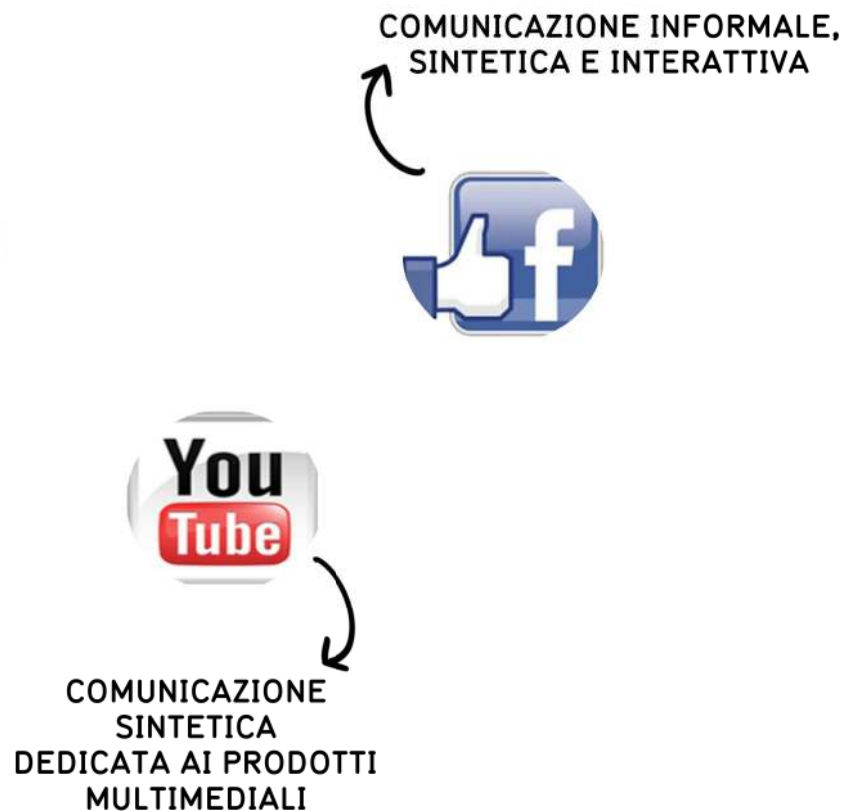 COMUNICAZIONE INFORMALE,
SINTETICA E INTERATTIVA
f
You
Tube
COMUNICAZIONE
SINTETICA
DEDICATA AI PRODOTTI
MULTIMEDIALI